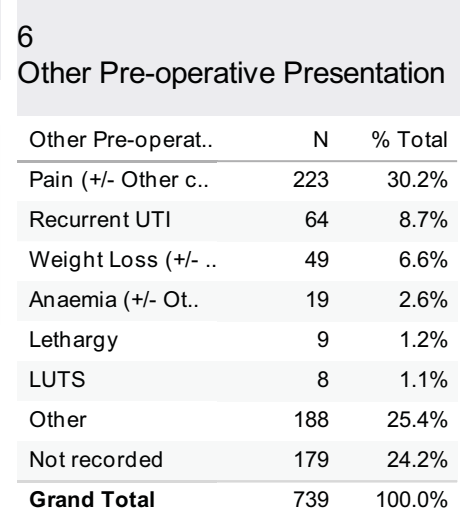 6
Other Pre-operative Presentation
Other Pre-operat.. N % Total
Pain (+/- Other c.. 223 30.2%
Recurrent UTI 64 8.7%
Weight Loss (+/- .. 49 6.6%
Anaemia (+/- Ot.. 19 2.6%
Lethargy 9 1.2%
LUTS 8 1.1%
Other 188 25.4%
Not recorded 179 24.2%
Grand Total 739 100.0%